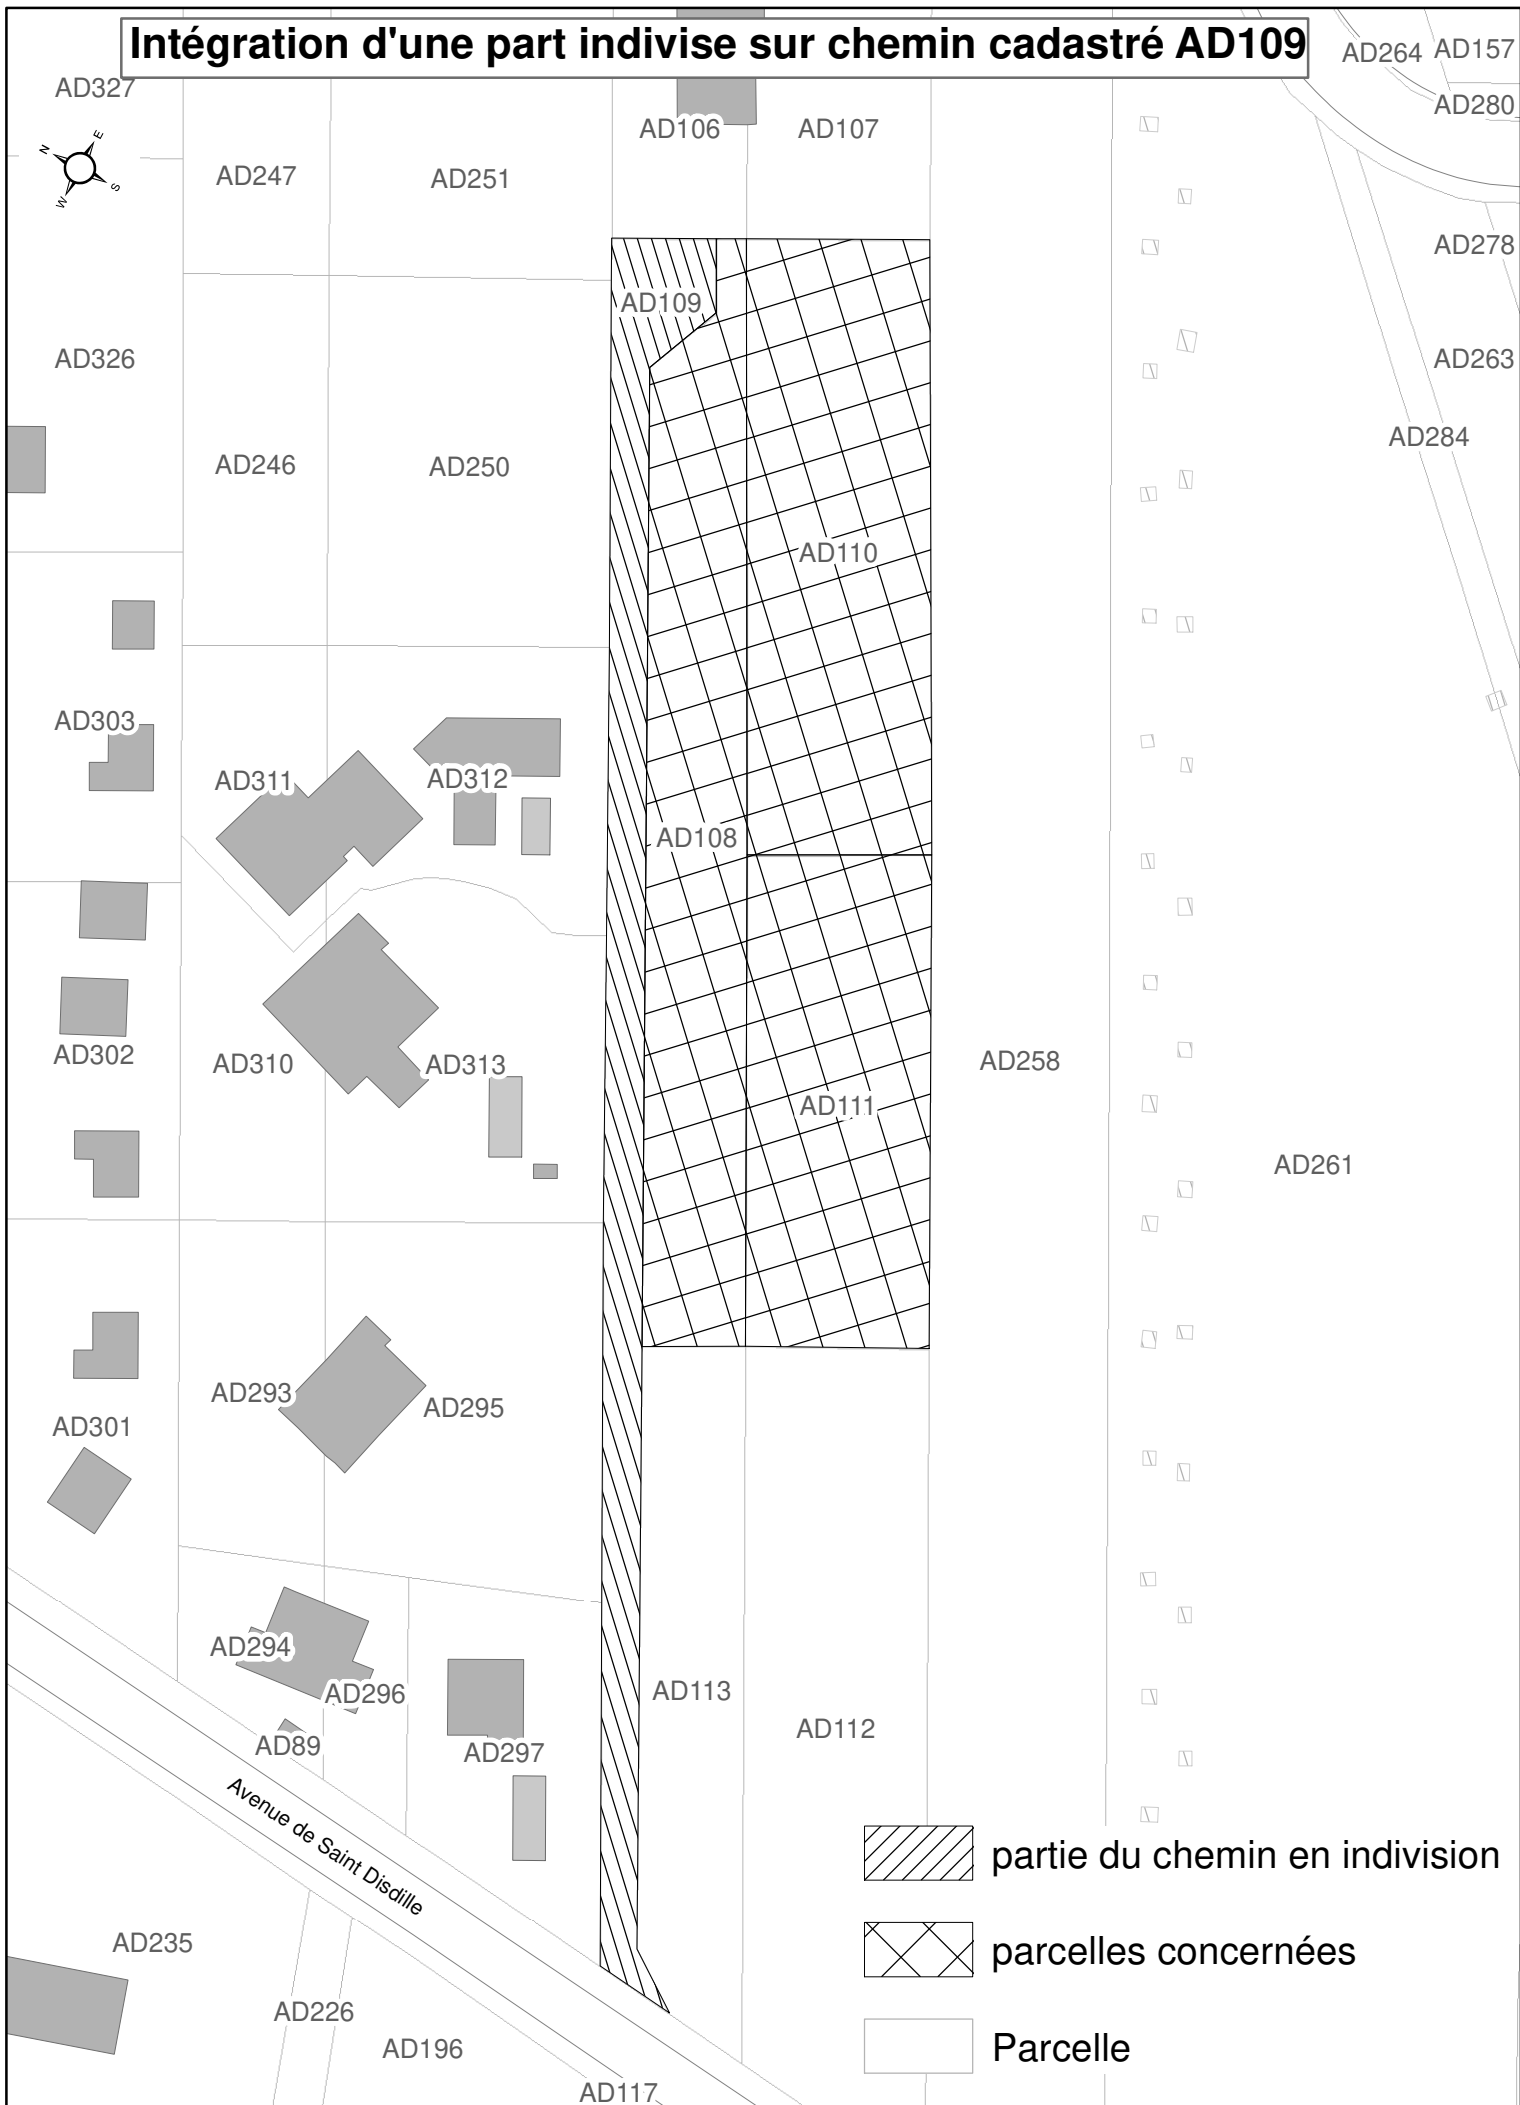 Intégration d'une part indivise sur chemin cadastré AD109
AD264 AD157
AD327
AD280
AD106 AD107
N E
W S
AD247 AD251
AD278
AD109
AD326
AD263
AD284
AD246 AD250
AD110
AD303
AD311 AD312
AD108
AD302 AD310 AD313 AD258
AD111
AD261
AD293 AD295
AD301
AD294
AD296 AD113
AD89 AD297 AD112
Avenue de Saint Disdille
partie du chemin en indivision
AD235
parcelles concernées
AD226
AD196
Parcelle
AD117